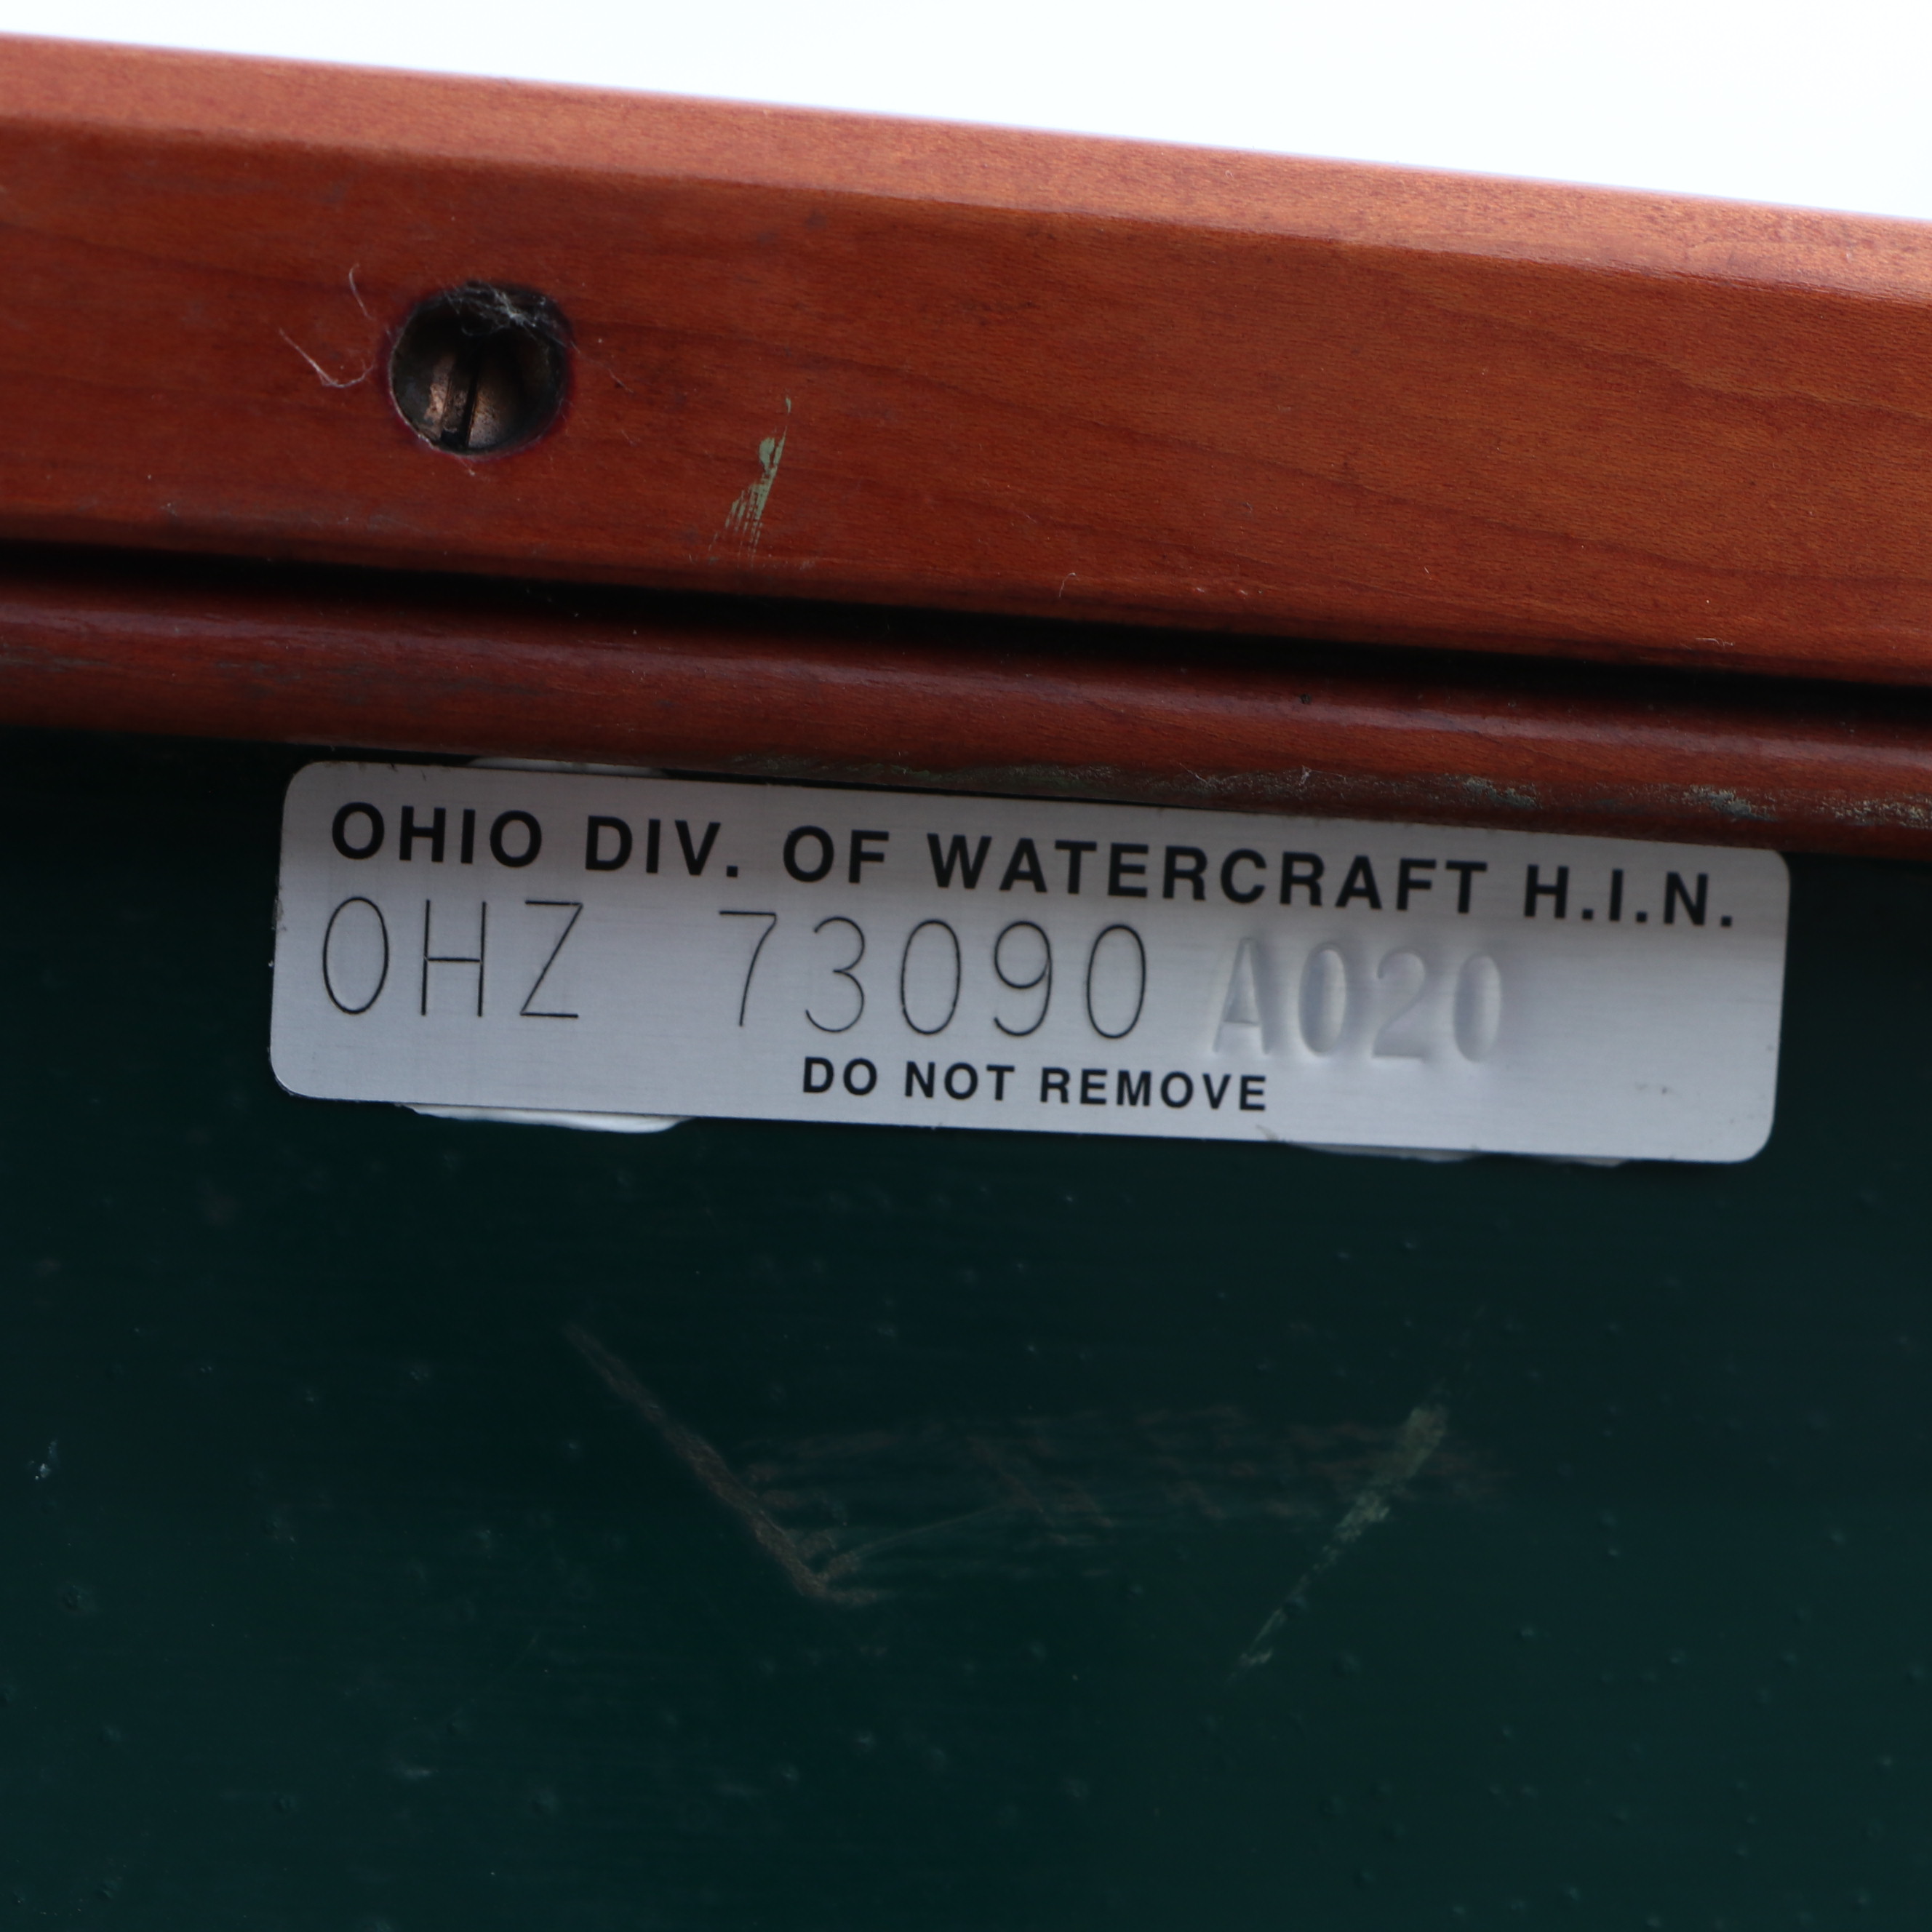 OHIO DIV. OF WATERCRAFT H.I.N.
OHZ 73090 A020
DO NOT REMOVE